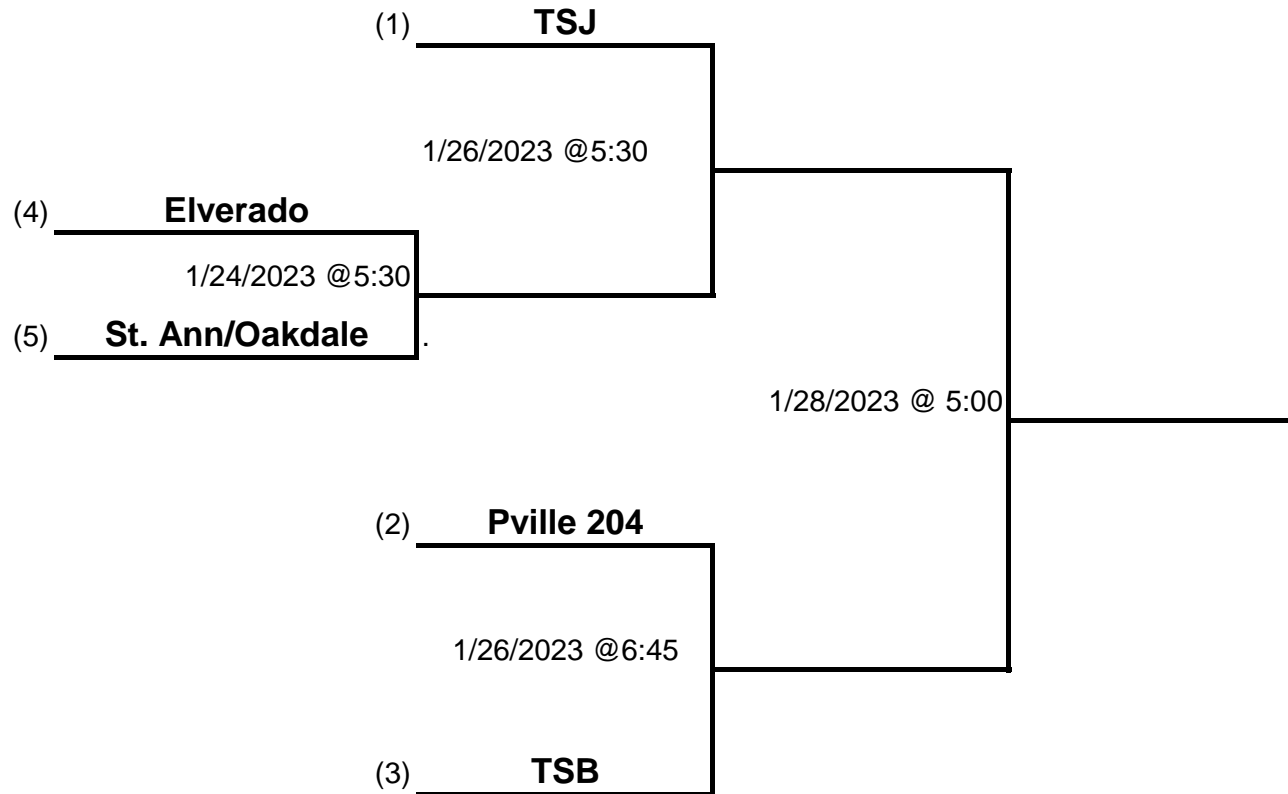 (1) TSJ
1/26/2023 @5:30
(4) Elverado
1/24/2023 @5:30
(5) St. Ann/Oakdale .
1/28/2023 @ 5:00
(2) Pville 204
1/26/2023 @6:45
(3) TSB